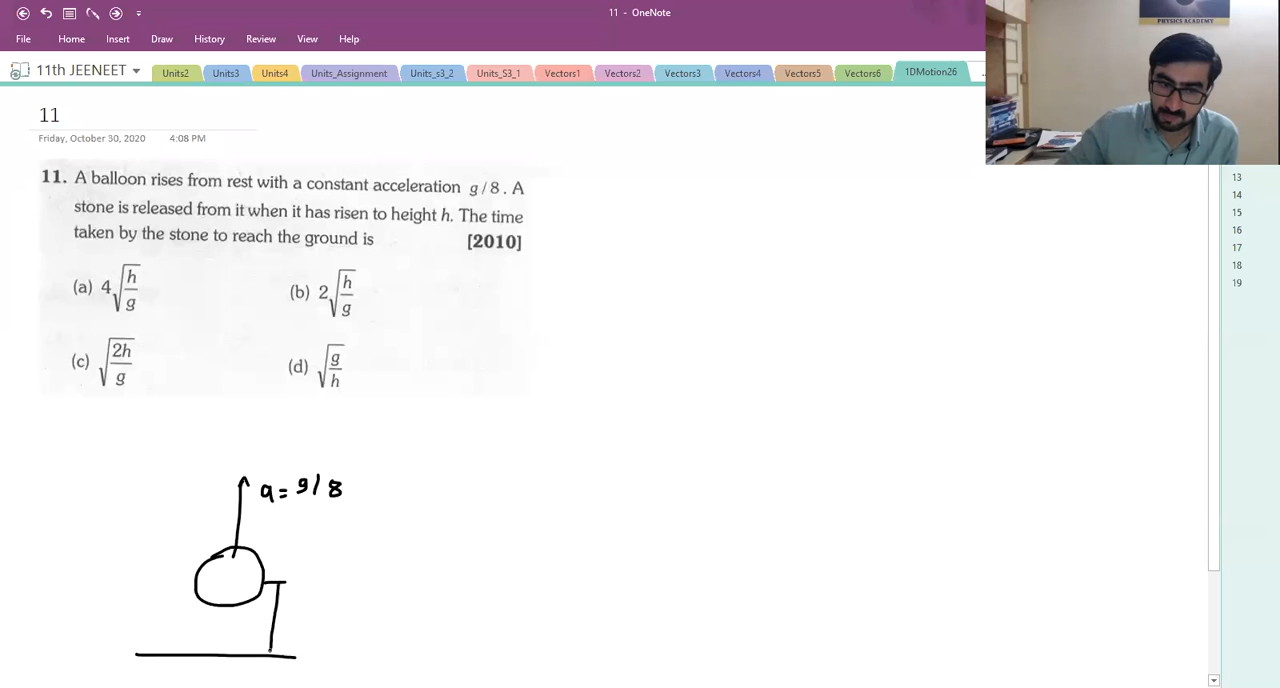 11 - OneNote
File Home Insert Draw History Review View Help
11th JEENEET Units2 Units3 Units4 Units_Assignment Units_s3_2 Units_S3_1 Vectors1 Vectors2 Vectors3 Vectors4 Vectors5 Vectors6 1DMotion26 ..
PHYSICS ACADEMY
11
Friday, October 30, 2020 4:08 PM
11. A balloon rises from rest with a constant acceleration g/8. A
stone is released from it when it has risen to height h. The time
taken by the stone to reach the ground is [2010]
(a) 4√(h/g) (b) 2√(h/g)
(c) √(2h/g) (d) √(g/h)
a = g/8
13
14
15
16
17
18
19